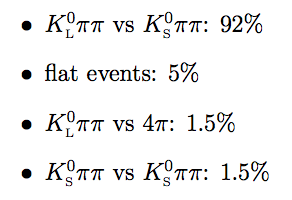 • K⁰_L ππ vs K⁰_S ππ: 92%
• flat events: 5%
• K⁰_L ππ vs 4π: 1.5%
• K⁰_S ππ vs K⁰_S ππ: 1.5%